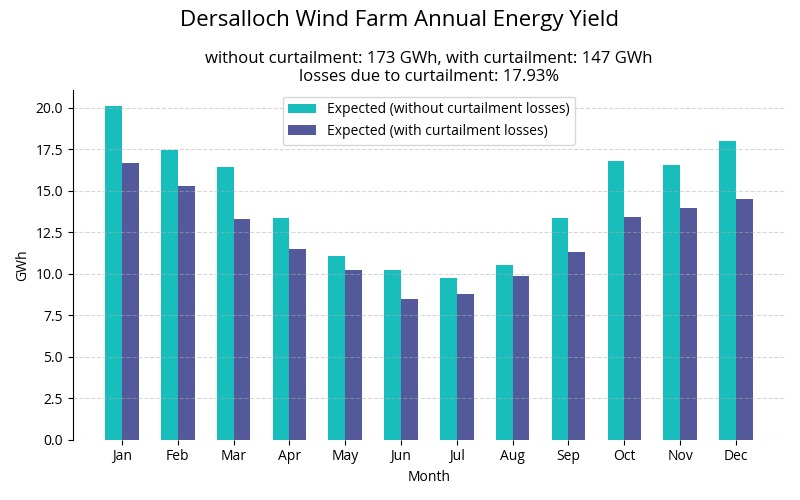 Dersalloch Wind Farm Annual Energy Yield
without curtailment: 173 GWh, with curtailment: 147 GWh
losses due to curtailment: 17.93%
Expected (without curtailment losses)
Expected (with curtailment losses)
GWh
20.0
17.5
15.0
12.5
10.0
7.5
5.0
2.5
0.0
Jan Feb Mar Apr May Jun Jul Aug Sep Oct Nov Dec
Month